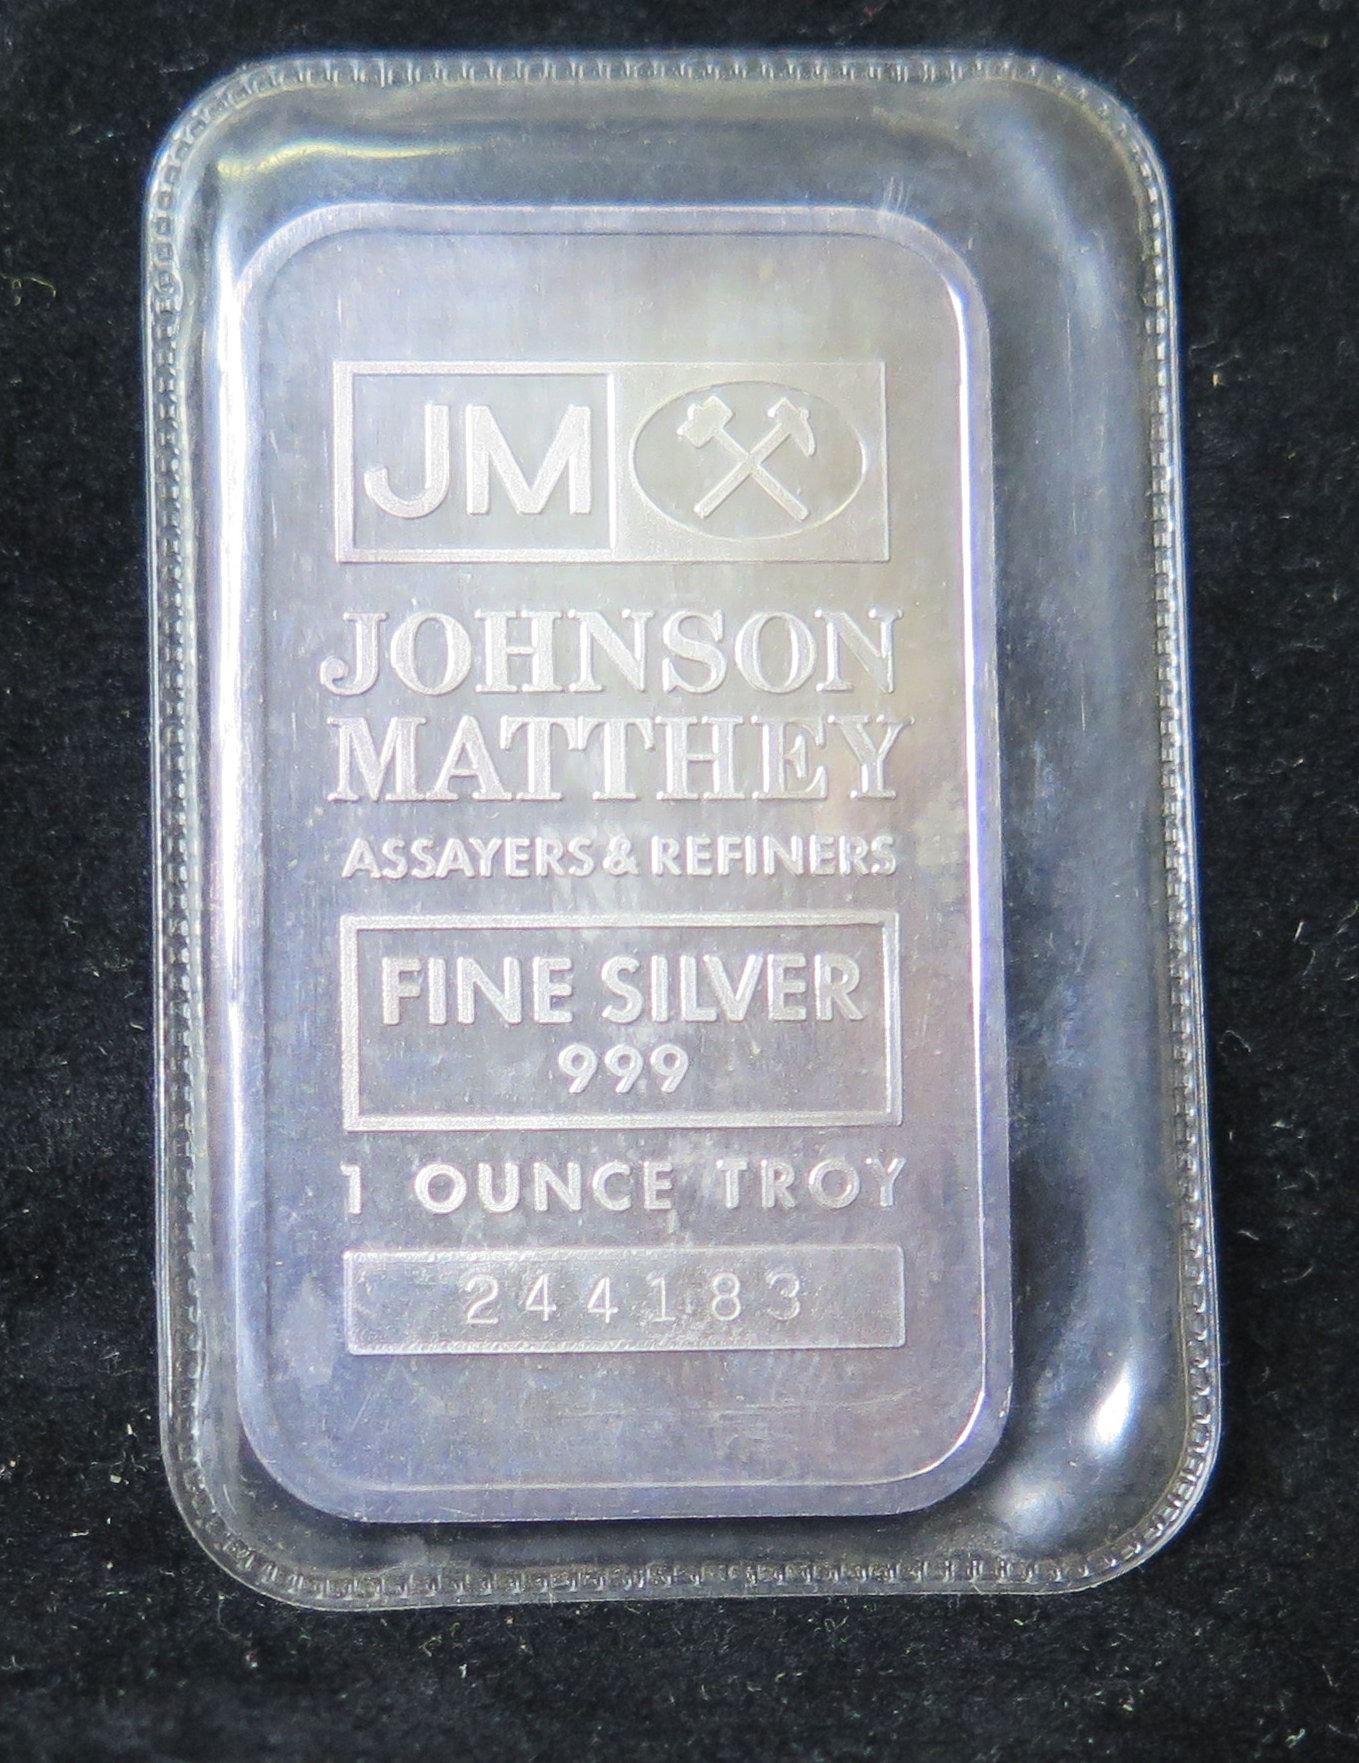 JM
JOHNSON
MATTHEY
ASSAYERS & REFINERS
FINE SILVER
999
1 OUNCE TROY
244183